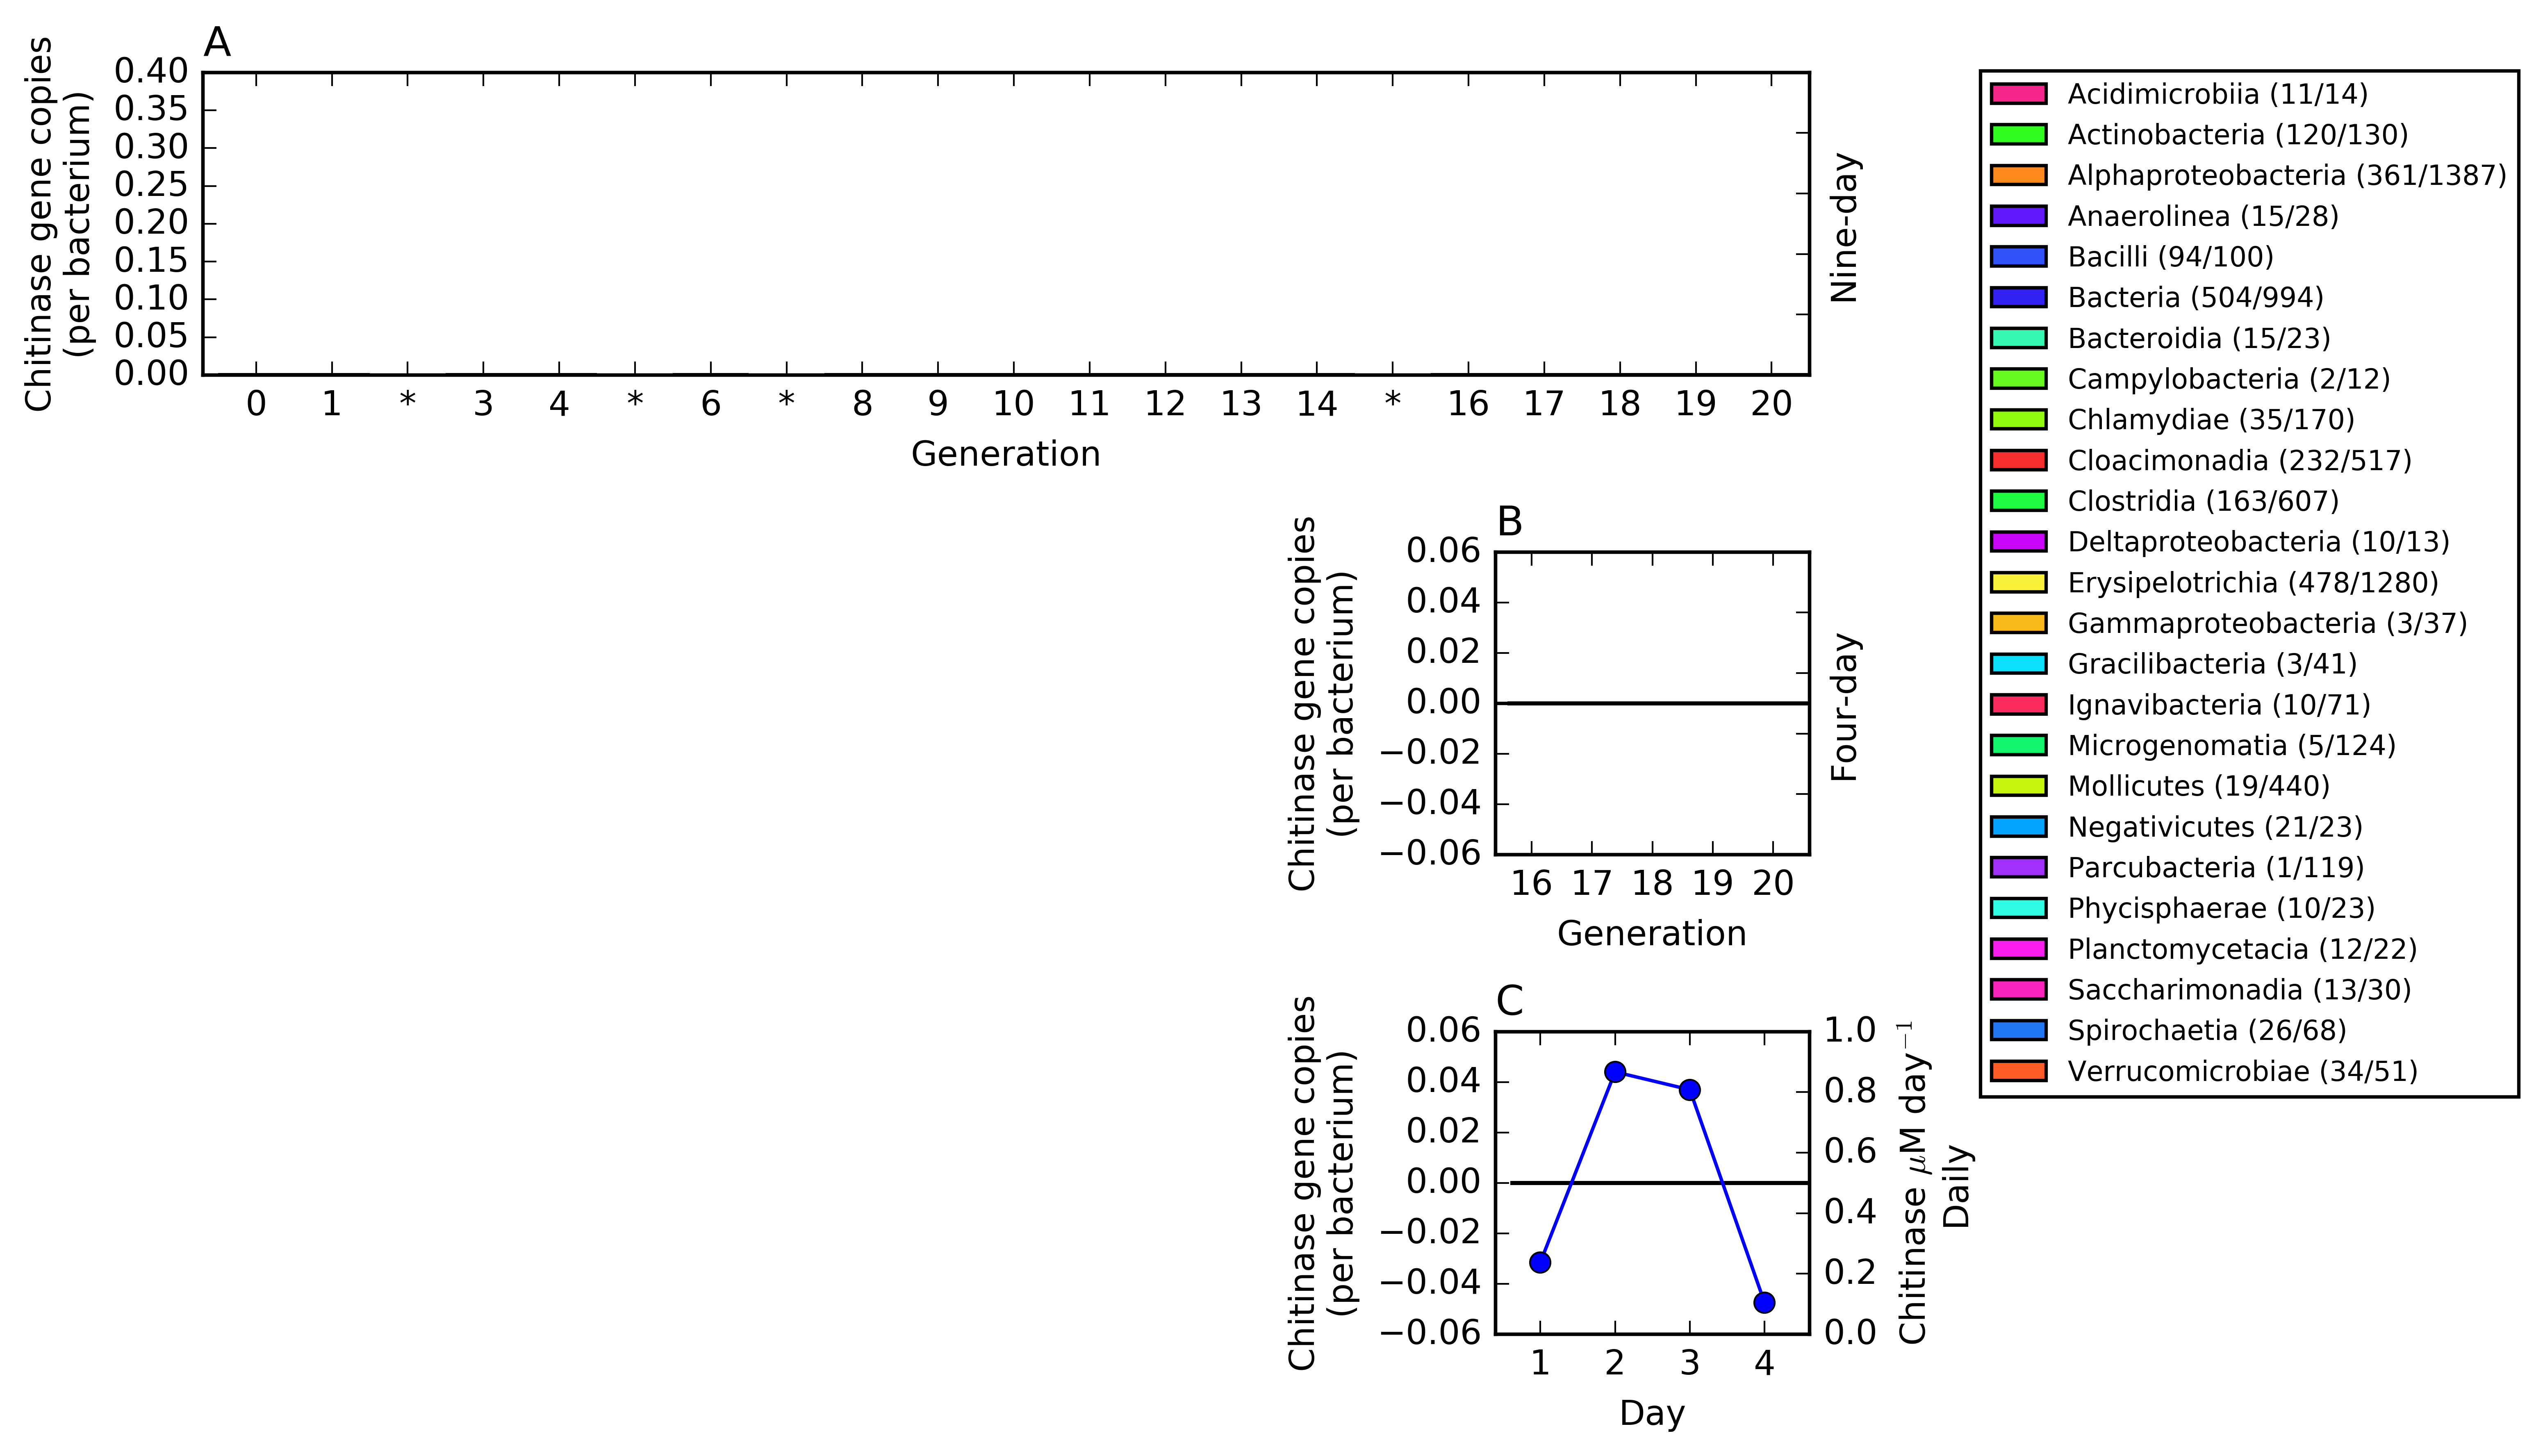 A
Chitinase gene copies
(per bacterium)
0.40
0.35
0.30
0.25
0.20
0.15
0.10
0.05
0.00
0 1 * 3 4 * 6 * 8 9 10 11 12 13 14 * 16 17 18 19 20
Generation
Nine-day
B
Chitinase gene copies
(per bacterium)
0.06
0.04
0.02
0.00
−0.02
−0.04
−0.06
16 17 18 19 20
Generation
Four-day
C
Chitinase gene copies
(per bacterium)
0.06
0.04
0.02
0.00
−0.02
−0.04
−0.06
1 2 3 4
Day
1.0
0.8
0.6
0.4
0.2
0.0
Chitinase μM day⁻¹
Daily
Acidimicrobiia (11/14)
Actinobacteria (120/130)
Alphaproteobacteria (361/1387)
Anaerolinea (15/28)
Bacilli (94/100)
Bacteria (504/994)
Bacteroidia (15/23)
Campylobacteria (2/12)
Chlamydiae (35/170)
Cloacimonadia (232/517)
Clostridia (163/607)
Deltaproteobacteria (10/13)
Erysipelotrichia (478/1280)
Gammaproteobacteria (3/37)
Gracilibacteria (3/41)
Ignavibacteria (10/71)
Microgenomatia (5/124)
Mollicutes (19/440)
Negativicutes (21/23)
Parcubacteria (1/119)
Phycisphaerae (10/23)
Planctomycetacia (12/22)
Saccharimonadia (13/30)
Spirochaetia (26/68)
Verrucomicrobiae (34/51)